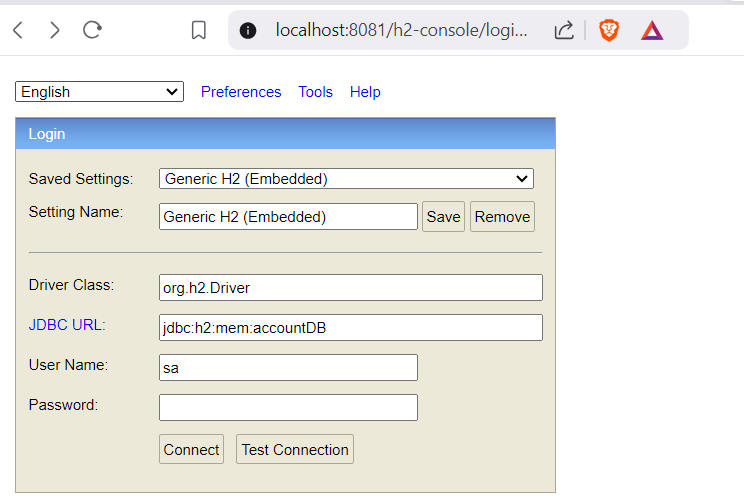 localhost:8081/h2-console/logi...
English Preferences Tools Help
Login
Saved Settings: Generic H2 (Embedded)
Setting Name: Generic H2 (Embedded) Save Remove
Driver Class: org.h2.Driver
JDBC URL: jdbc:h2:mem:accountDB
User Name: sa
Password:
Connect Test Connection